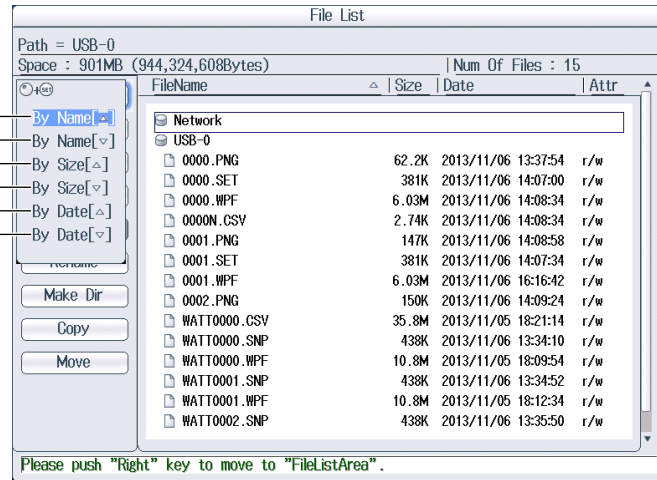 File List
Path = USB-0
Space : 901MB (944,324,608Bytes) Num Of Files : 15
FileName △ Size Date Attr
+SET
By Name[△]
By Name[▽]
By Size[△]
By Size[▽]
By Date[△]
By Date[▽]
Rename
Make Dir
Copy
Move
Network
USB-0
0000.PNG 62.2K 2013/11/06 13:37:54 r/w
0000.SET 381K 2013/11/06 14:07:00 r/w
0000.WPF 6.03M 2013/11/06 14:08:34 r/w
0000N.CSV 2.74K 2013/11/06 14:08:34 r/w
0001.PNG 147K 2013/11/06 14:08:58 r/w
0001.SET 381K 2013/11/06 14:07:34 r/w
0001.WPF 6.03M 2013/11/06 16:16:42 r/w
0002.PNG 150K 2013/11/06 14:09:24 r/w
WATT0000.CSV 35.8M 2013/11/05 18:21:14 r/w
WATT0000.SNP 438K 2013/11/06 13:34:10 r/w
WATT0000.WPF 10.8M 2013/11/05 18:09:54 r/w
WATT0001.SNP 438K 2013/11/06 13:34:52 r/w
WATT0001.WPF 10.8M 2013/11/05 18:12:34 r/w
WATT0002.SNP 438K 2013/11/06 13:35:50 r/w
Please push "Right" key to move to "FileListArea".